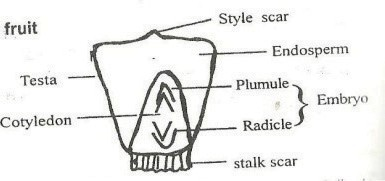 Style scar
fruit
Endosperm
Testa
Plumule
Embryo
Cotyledon
Radicle
stalk scar